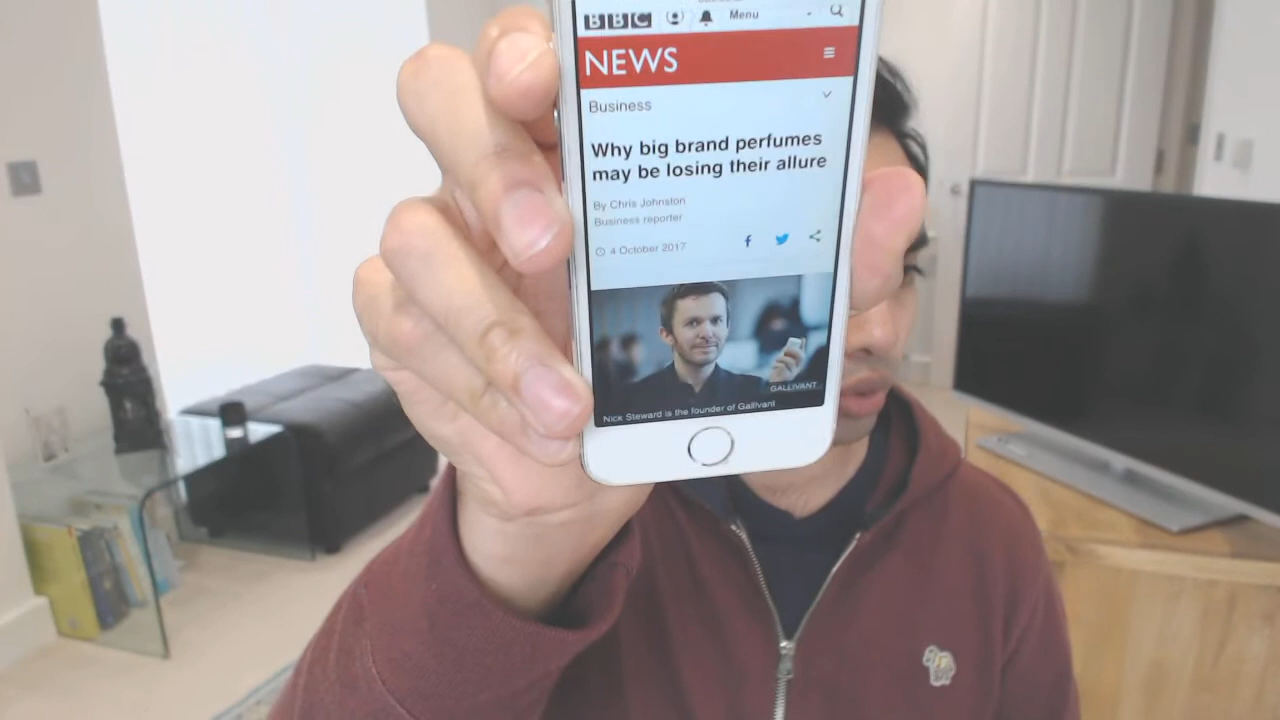 BBC Menu
NEWS
Business
Why big brand perfumes
may be losing their allure
By Chris Johnston
Business reporter
4 October 2017
GALLIVANT
Nick Steward is the founder of Gallivant